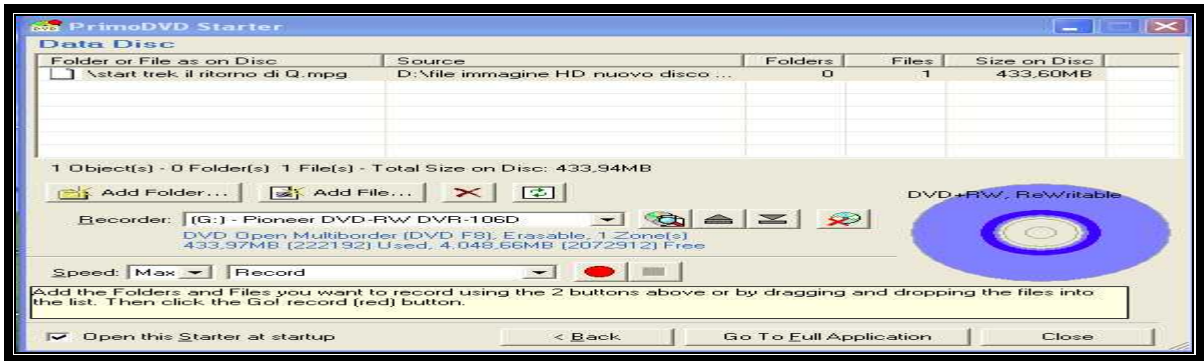 PrimoDVD Starter
Data Disc
Folder or File as on Disc Source Folders Files Size on Disc
\start trek il ritorno di Q.mpg D:\file immagine HD nuovo disco ... 0 1 433,60MB
1 Object(s) - 0 Folder(s) 1 File(s) - Total Size on Disc: 433,94MB
Add Folder... Add File...
DVD+RW, ReWritable
Recorder: (G:) - Pioneer DVD-RW DVR-106D
DVD Open Multiborder (DVD F8), Erasable, 1 Zone(s)
433,97MB (222192) Used, 4.048,66MB (2072912) Free
Speed: Max Record
Add the Folders and Files you want to record using the 2 buttons above or by dragging and dropping the files into
the list. Then click the Go! record (red) button.
Open this Starter at startup < Back Go To Full Application Close